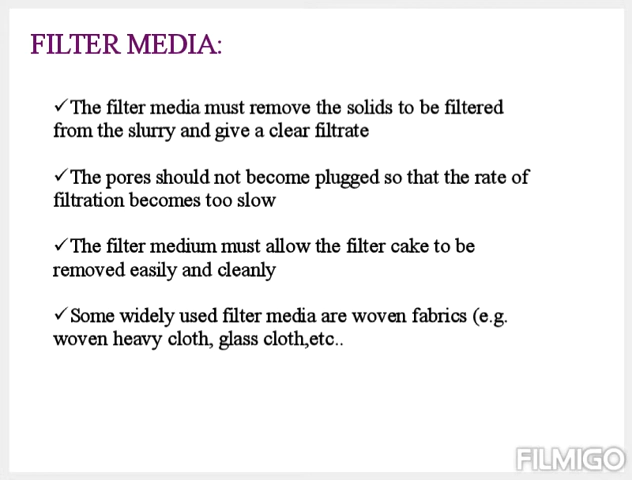 FILTER MEDIA:
✓The filter media must remove the solids to be filtered
from the slurry and give a clear filtrate
✓The pores should not become plugged so that the rate of
filtration becomes too slow
✓The filter medium must allow the filter cake to be
removed easily and cleanly
✓Some widely used filter media are woven fabrics (e.g.
woven heavy cloth, glass cloth,etc..
FILMIGO